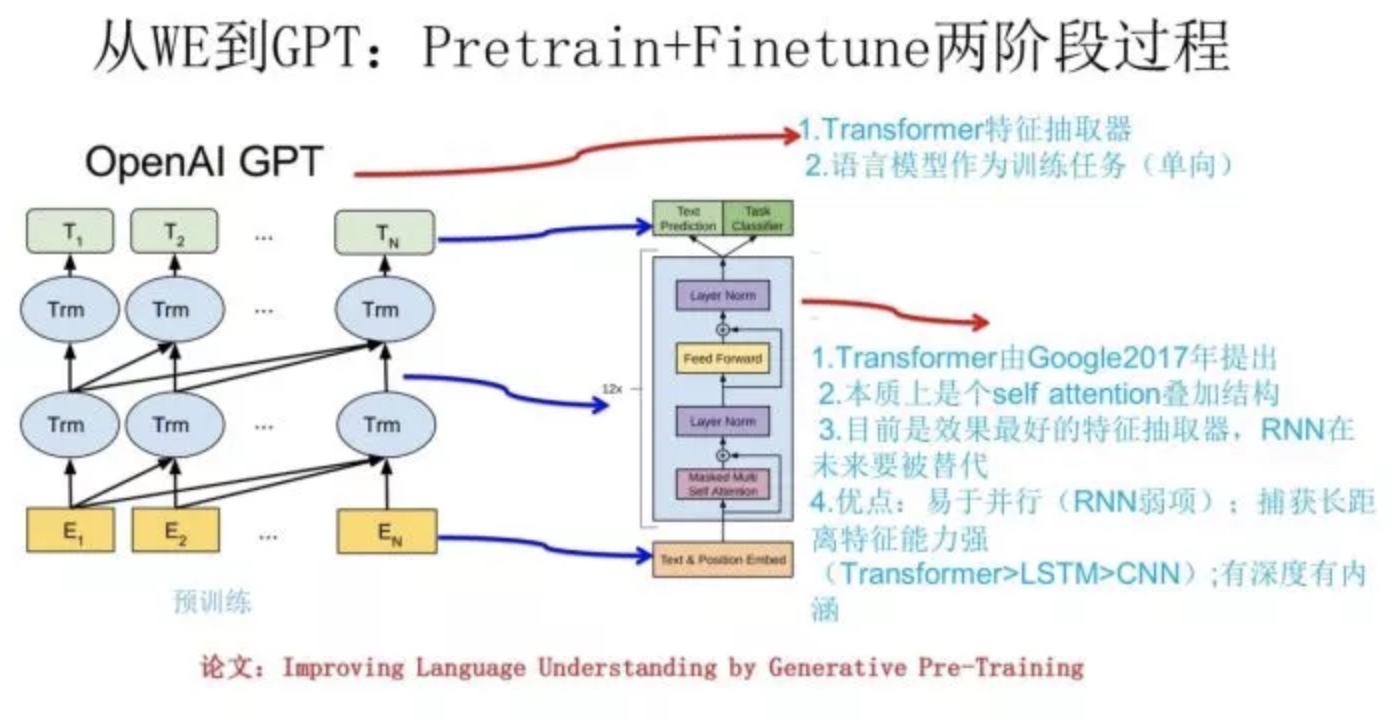 从WE到GPT：Pretrain+Finetune两阶段过程
OpenAI GPT
1.Transformer特征抽取器
2.语言模型作为训练任务（单向）
T1 T2 ... TN
Trm Trm ... Trm
Trm Trm ... Trm
E1 E2 ... EN
预训练
Text Prediction
Task Classifier
Layer Norm
+
Feed Forward
12x
Layer Norm
+
Masked Multi
Self Attention
Text & Position Embed
1.Transformer由Google2017年提出
2.本质上是个self attention叠加结构
3.目前是效果最好的特征抽取器，RNN在
未来要被替代
4.优点：易于并行（RNN弱项）；捕获长距
离特征能力强
（Transformer>LSTM>CNN）;有深度有内
涵
论文：Improving Language Understanding by Generative Pre-Training